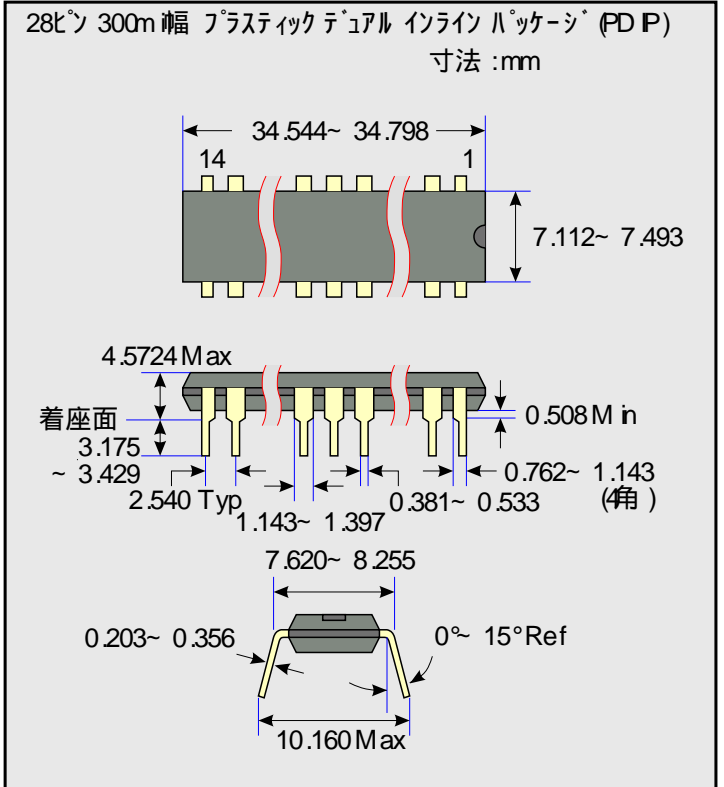 28ピン 300mil幅 プラスティック デュアル インライン パッケージ (PDIP)
寸法 :mm
34.544~ 34.798
14
1
7.112~ 7.493
4.5724 Max
着座面
3.175
~ 3.429
0.508 Min
0.762~ 1.143
(4角)
2.540 Typ
0.381~ 0.533
1.143~ 1.397
7.620~ 8.255
0.203~ 0.356
0°~ 15°Ref
10.160 Max